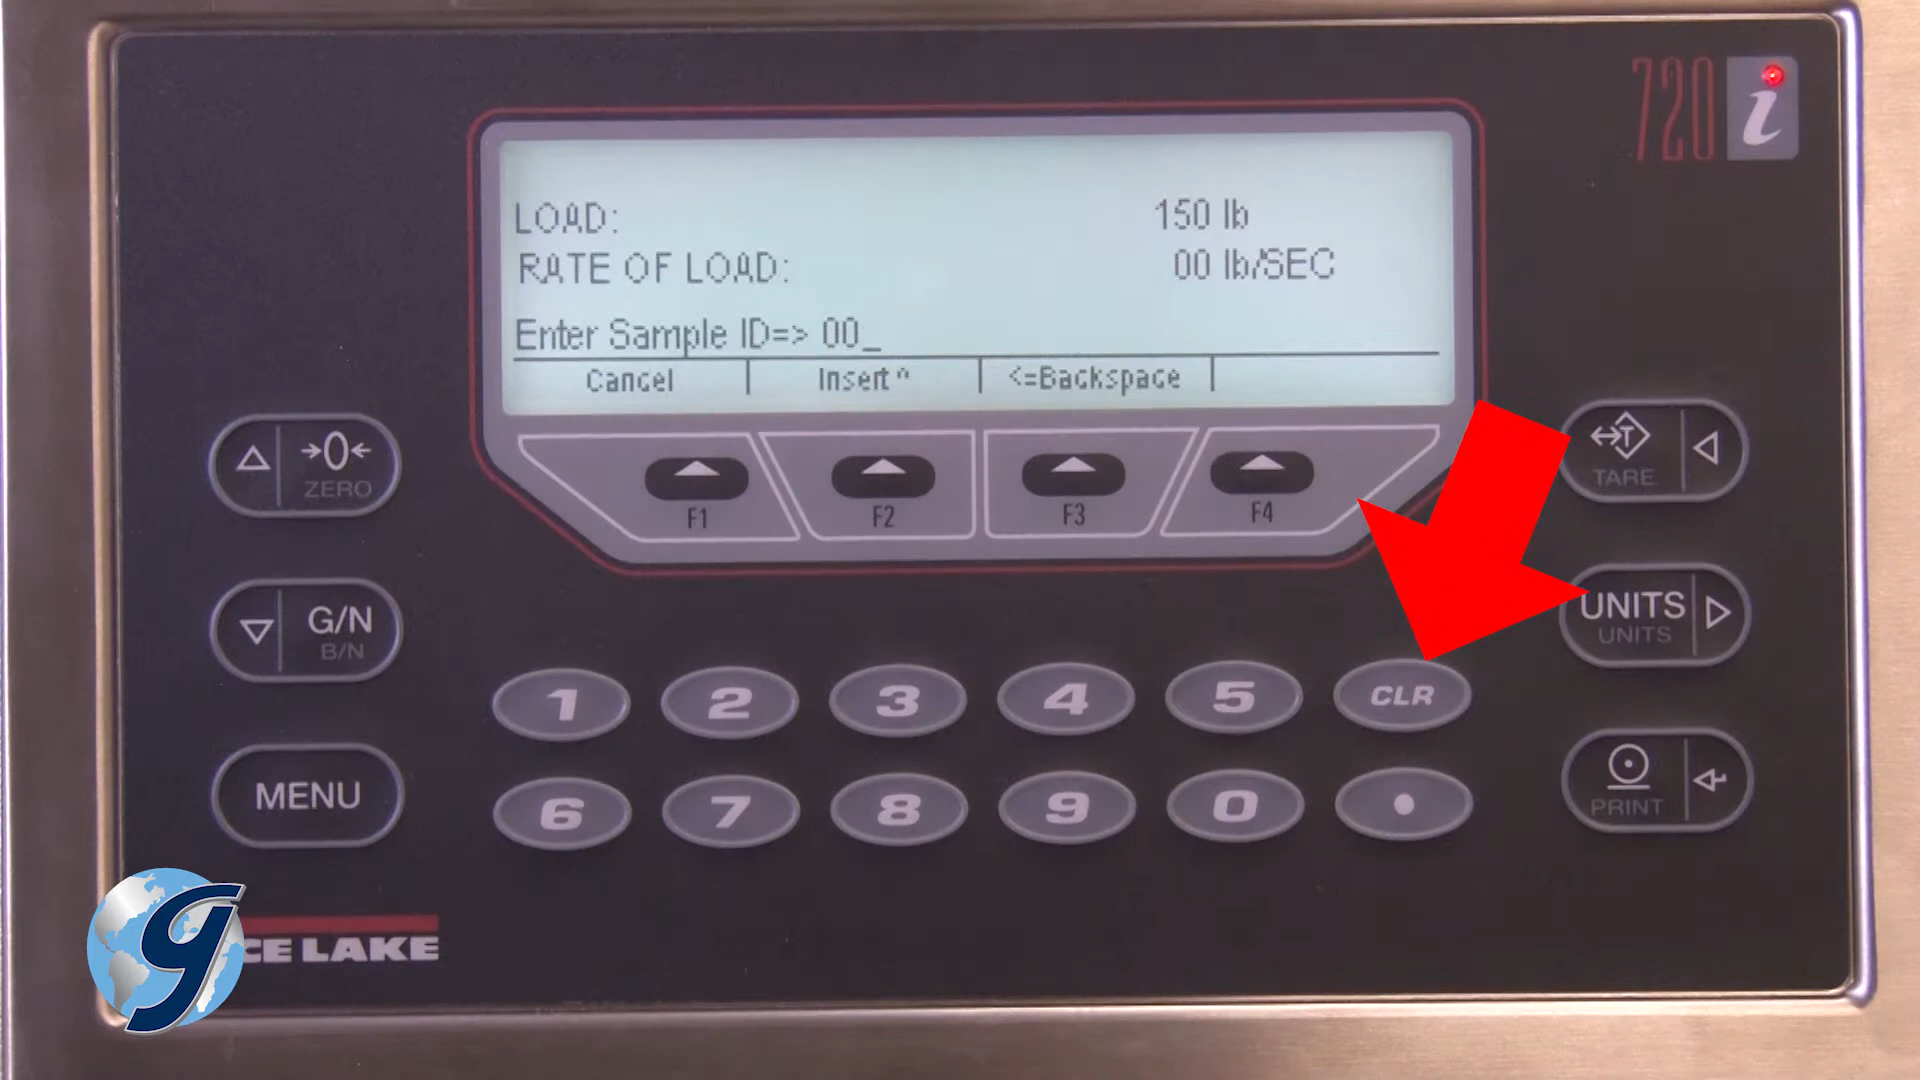 720 i
LOAD: 150 lb
RATE OF LOAD: 00 lb/SEC
Enter Sample ID=> 00_
Cancel Insert^ <=Backspace
F1 F2 F3 F4
→0← ZERO
TARE
G/N
B/N
UNITS
UNITS
1 2 3 4 5 CLR
MENU
6 7 8 9 0 •
PRINT
g
CE LAKE